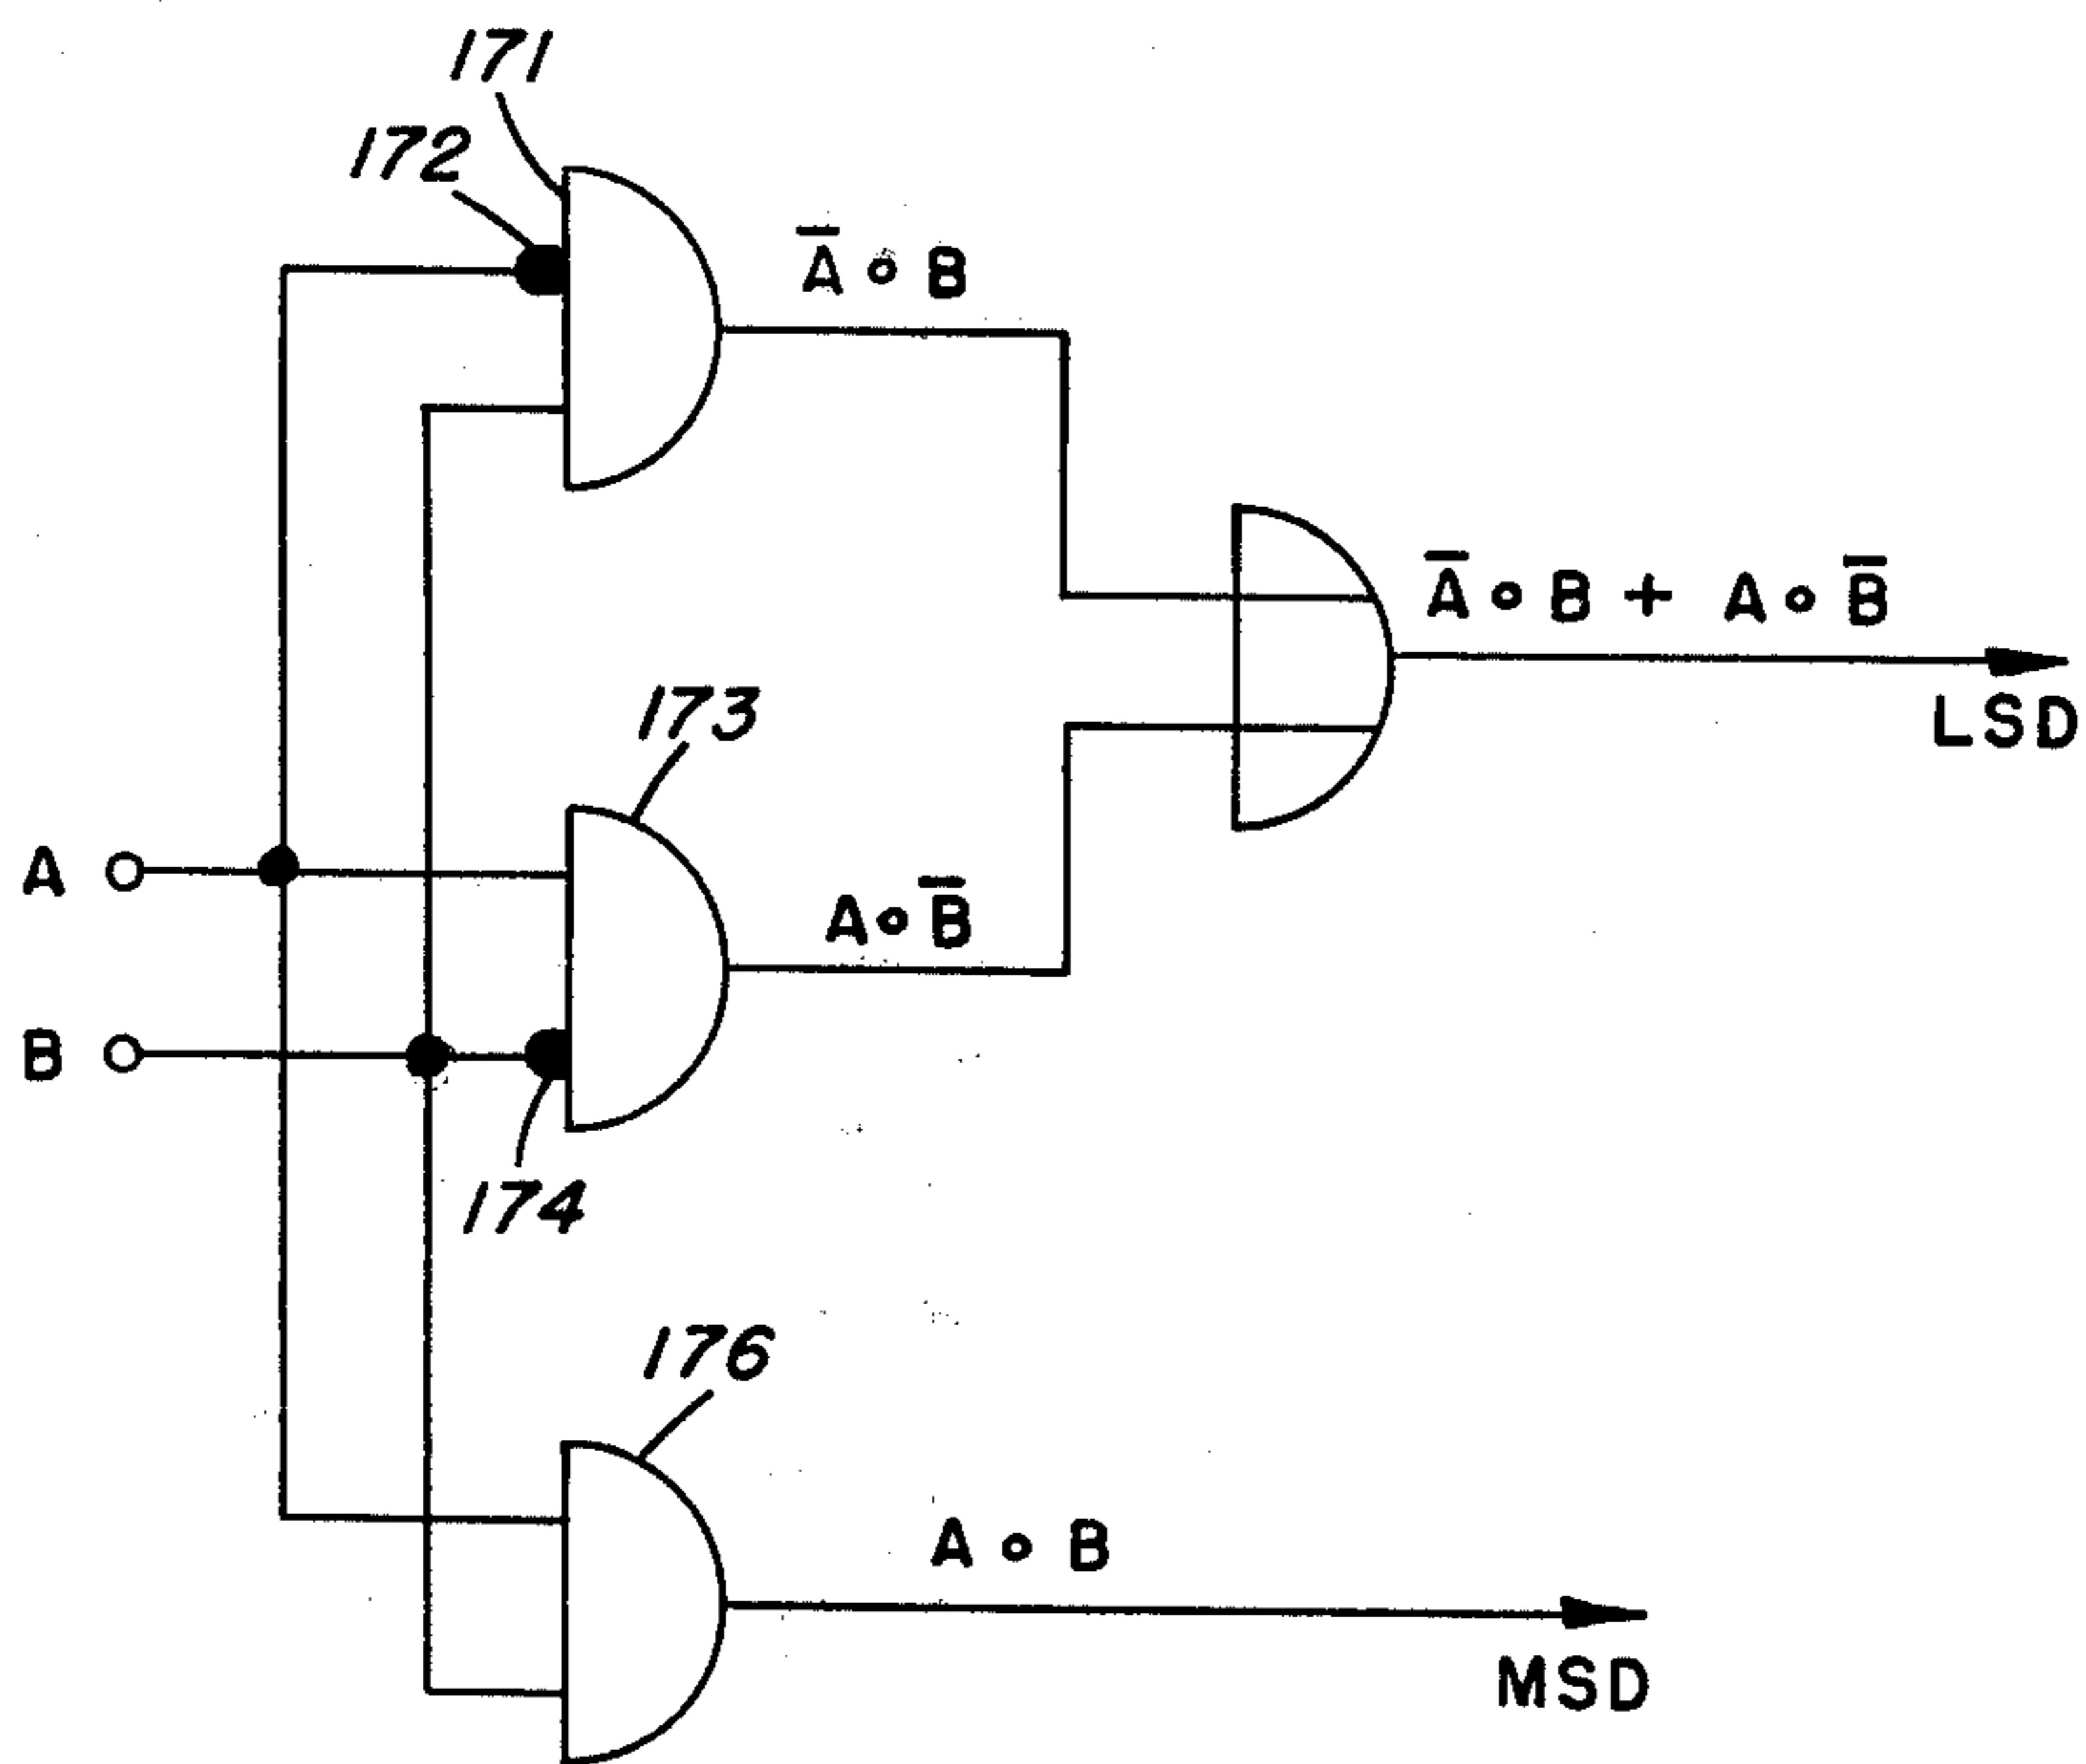 171
172
A̅ ∘ B
A̅ ∘ B + A ∘ B̅
LSD
173
A
A ∘ B̅
B
174
176
A ∘ B
MSD